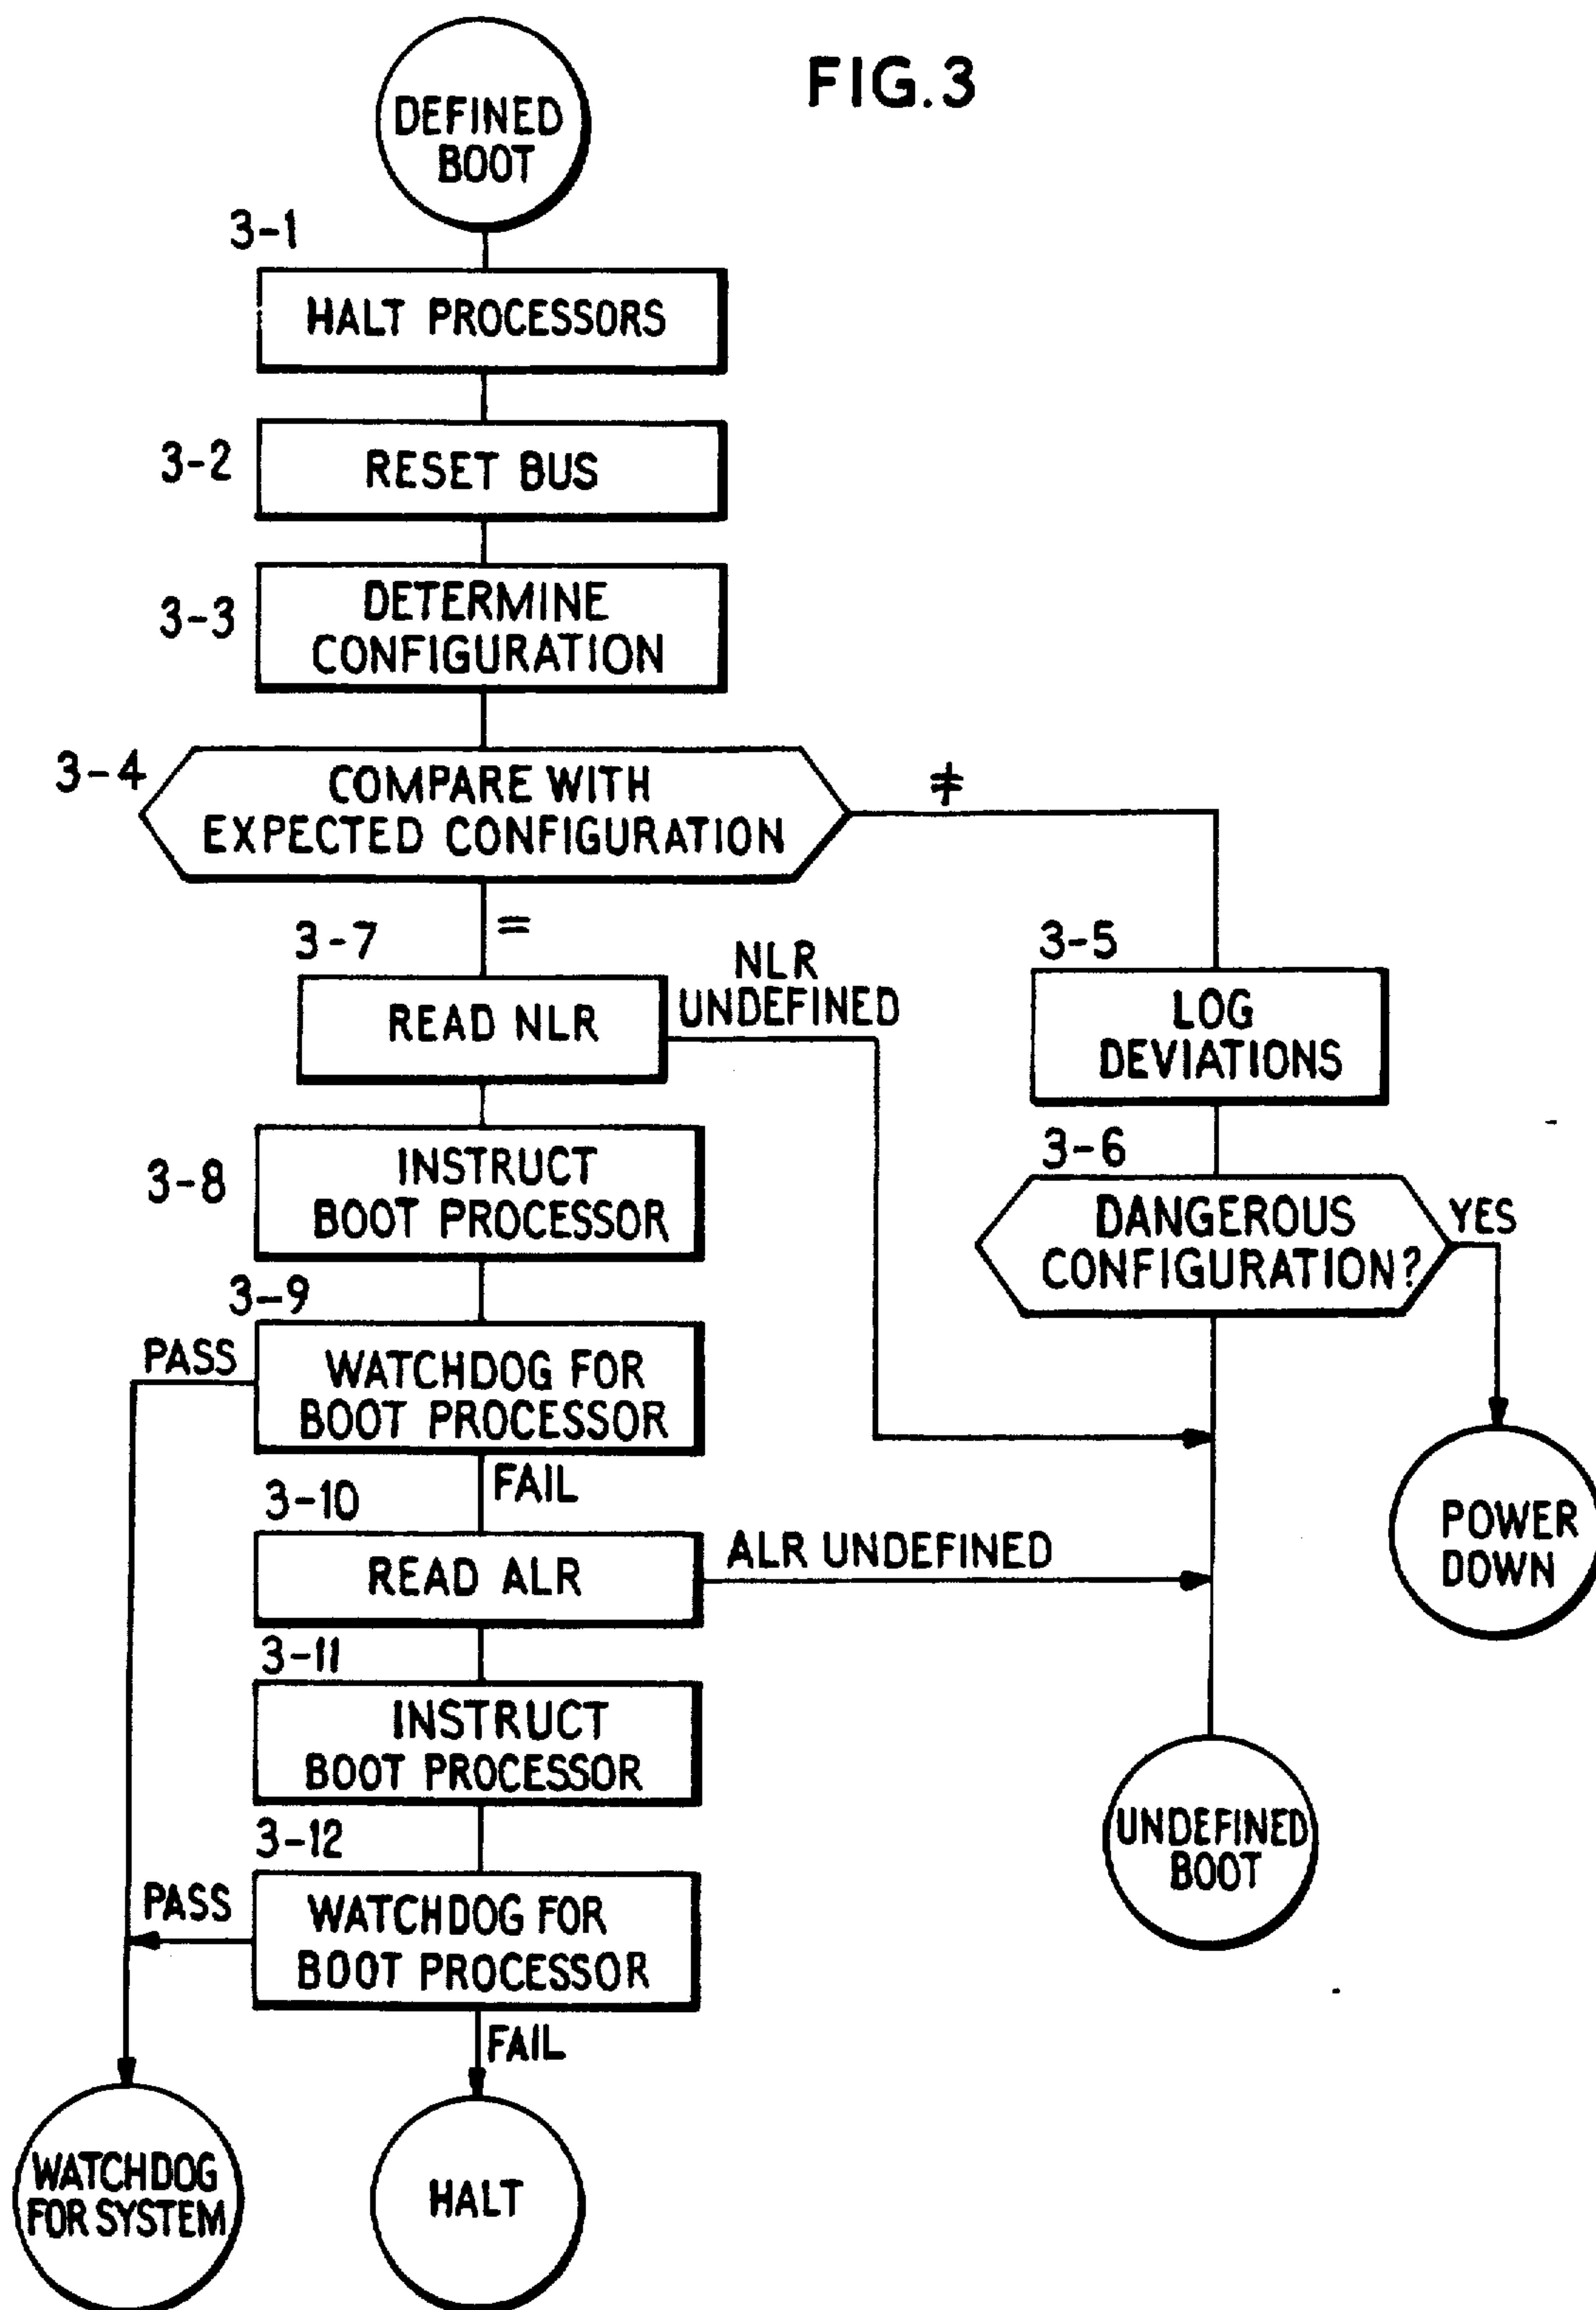 FIG.3
DEFINED
BOOT
3-1
HALT PROCESSORS
3-2
RESET BUS
3-3
DETERMINE
CONFIGURATION
3-4
COMPARE WITH
EXPECTED CONFIGURATION
≠
=
3-7
READ NLR
NLR
UNDEFINED
3-5
LOG
DEVIATIONS
3-6
DANGEROUS
CONFIGURATION?
YES
POWER
DOWN
3-8
INSTRUCT
BOOT PROCESSOR
3-9
PASS
WATCHDOG FOR
BOOT PROCESSOR
FAIL
3-10
READ ALR
ALR UNDEFINED
3-11
INSTRUCT
BOOT PROCESSOR
UNDEFINED
BOOT
3-12
PASS
WATCHDOG FOR
BOOT PROCESSOR
FAIL
WATCHDOG
FOR SYSTEM
HALT